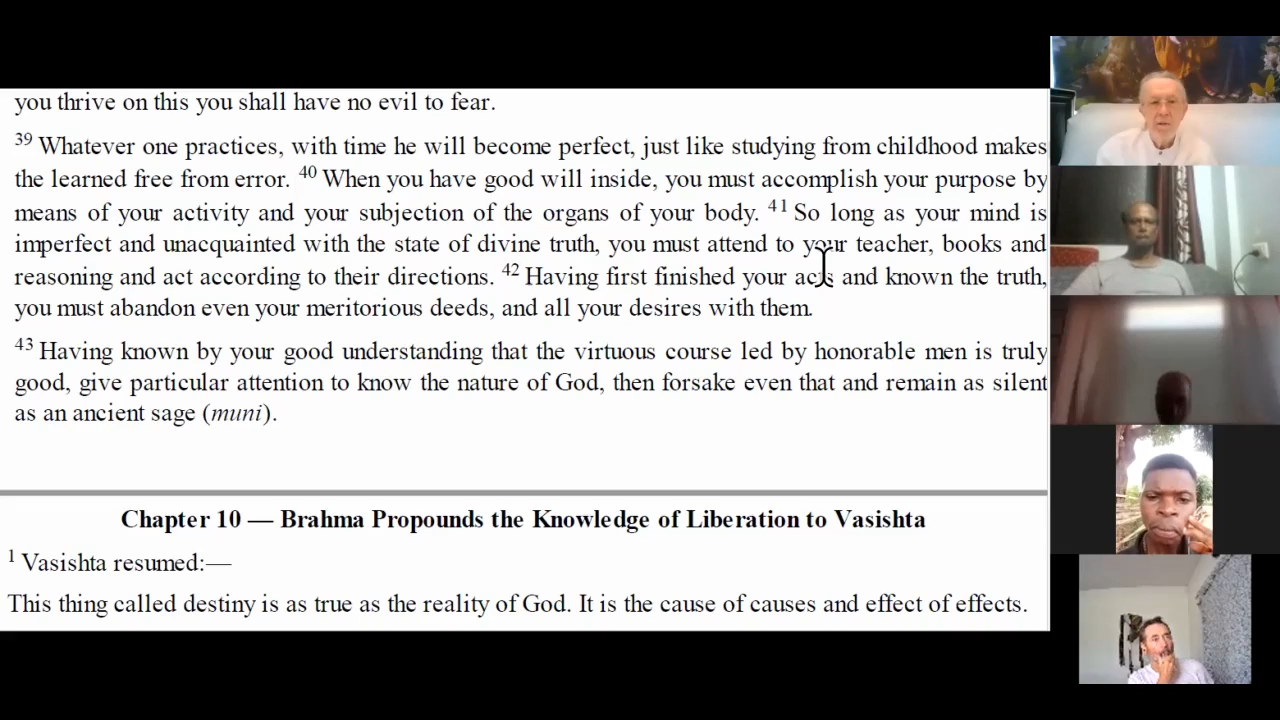 you thrive on this you shall have no evil to fear.
39 Whatever one practices, with time he will become perfect, just like studying from childhood makes
the learned free from error. 40 When you have good will inside, you must accomplish your purpose by
means of your activity and your subjection of the organs of your body. 41 So long as your mind is
imperfect and unacquainted with the state of divine truth, you must attend to your teacher, books and
reasoning and act according to their directions. 42 Having first finished your acts and known the truth,
you must abandon even your meritorious deeds, and all your desires with them.
43 Having known by your good understanding that the virtuous course led by honorable men is truly
good, give particular attention to know the nature of God, then forsake even that and remain as silent
as an ancient sage (muni).
Chapter 10 — Brahma Propounds the Knowledge of Liberation to Vasishta
1 Vasishta resumed:—
This thing called destiny is as true as the reality of God. It is the cause of causes and effect of effects.